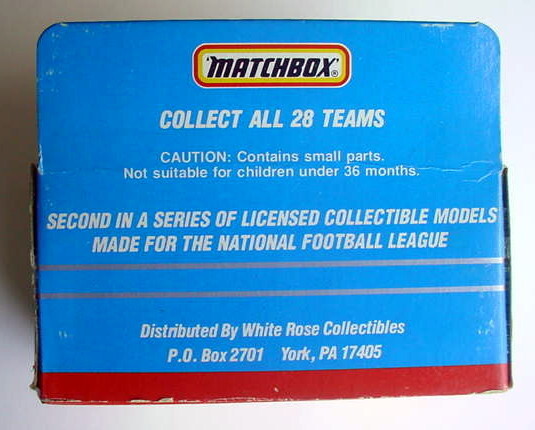 "MATCHBOX"®
COLLECT ALL 28 TEAMS
CAUTION: Contains small parts.
Not suitable for children under 36 months.
SECOND IN A SERIES OF LICENSED COLLECTIBLE MODELS
MADE FOR THE NATIONAL FOOTBALL LEAGUE
Distributed By White Rose Collectibles
P.O. Box 2701 York, PA 17405